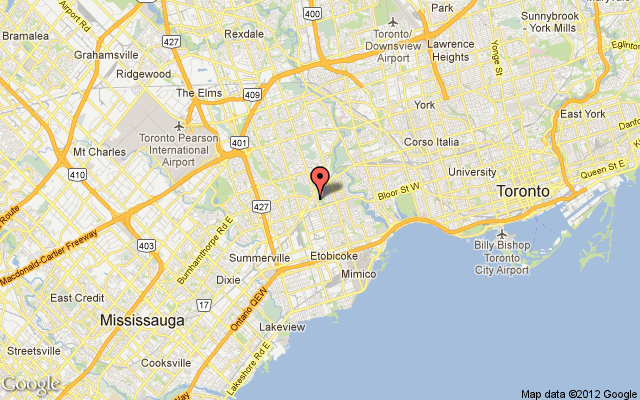 Airport Rd
Bramalea
Rexdale
400
Toronto/
Downsview
Airport
Sunnybrook
- York Mills
Lawrence
Heights
Yonge St
Eglinton
Grahamsville
427
Ridgewood
409
The Elms
York
East York
Toronto Pearson
International
Airport
401
Corso Italia
Mt Charles
410
University
Danfo
Queen St E
Bloor St W
Toronto
427
Route
Burnhamthorpe Rd E
403
Macdonald-Cartier Freeway
Billy Bishop
Toronto
City Airport
Summerville
Etobicoke
Dixie
Mimico
East Credit
17
Ontario QEW
Mississauga
Lakeview
Streetsville
Cooksville
Lakeshore Rd E
Google
Map data ©2012 Google